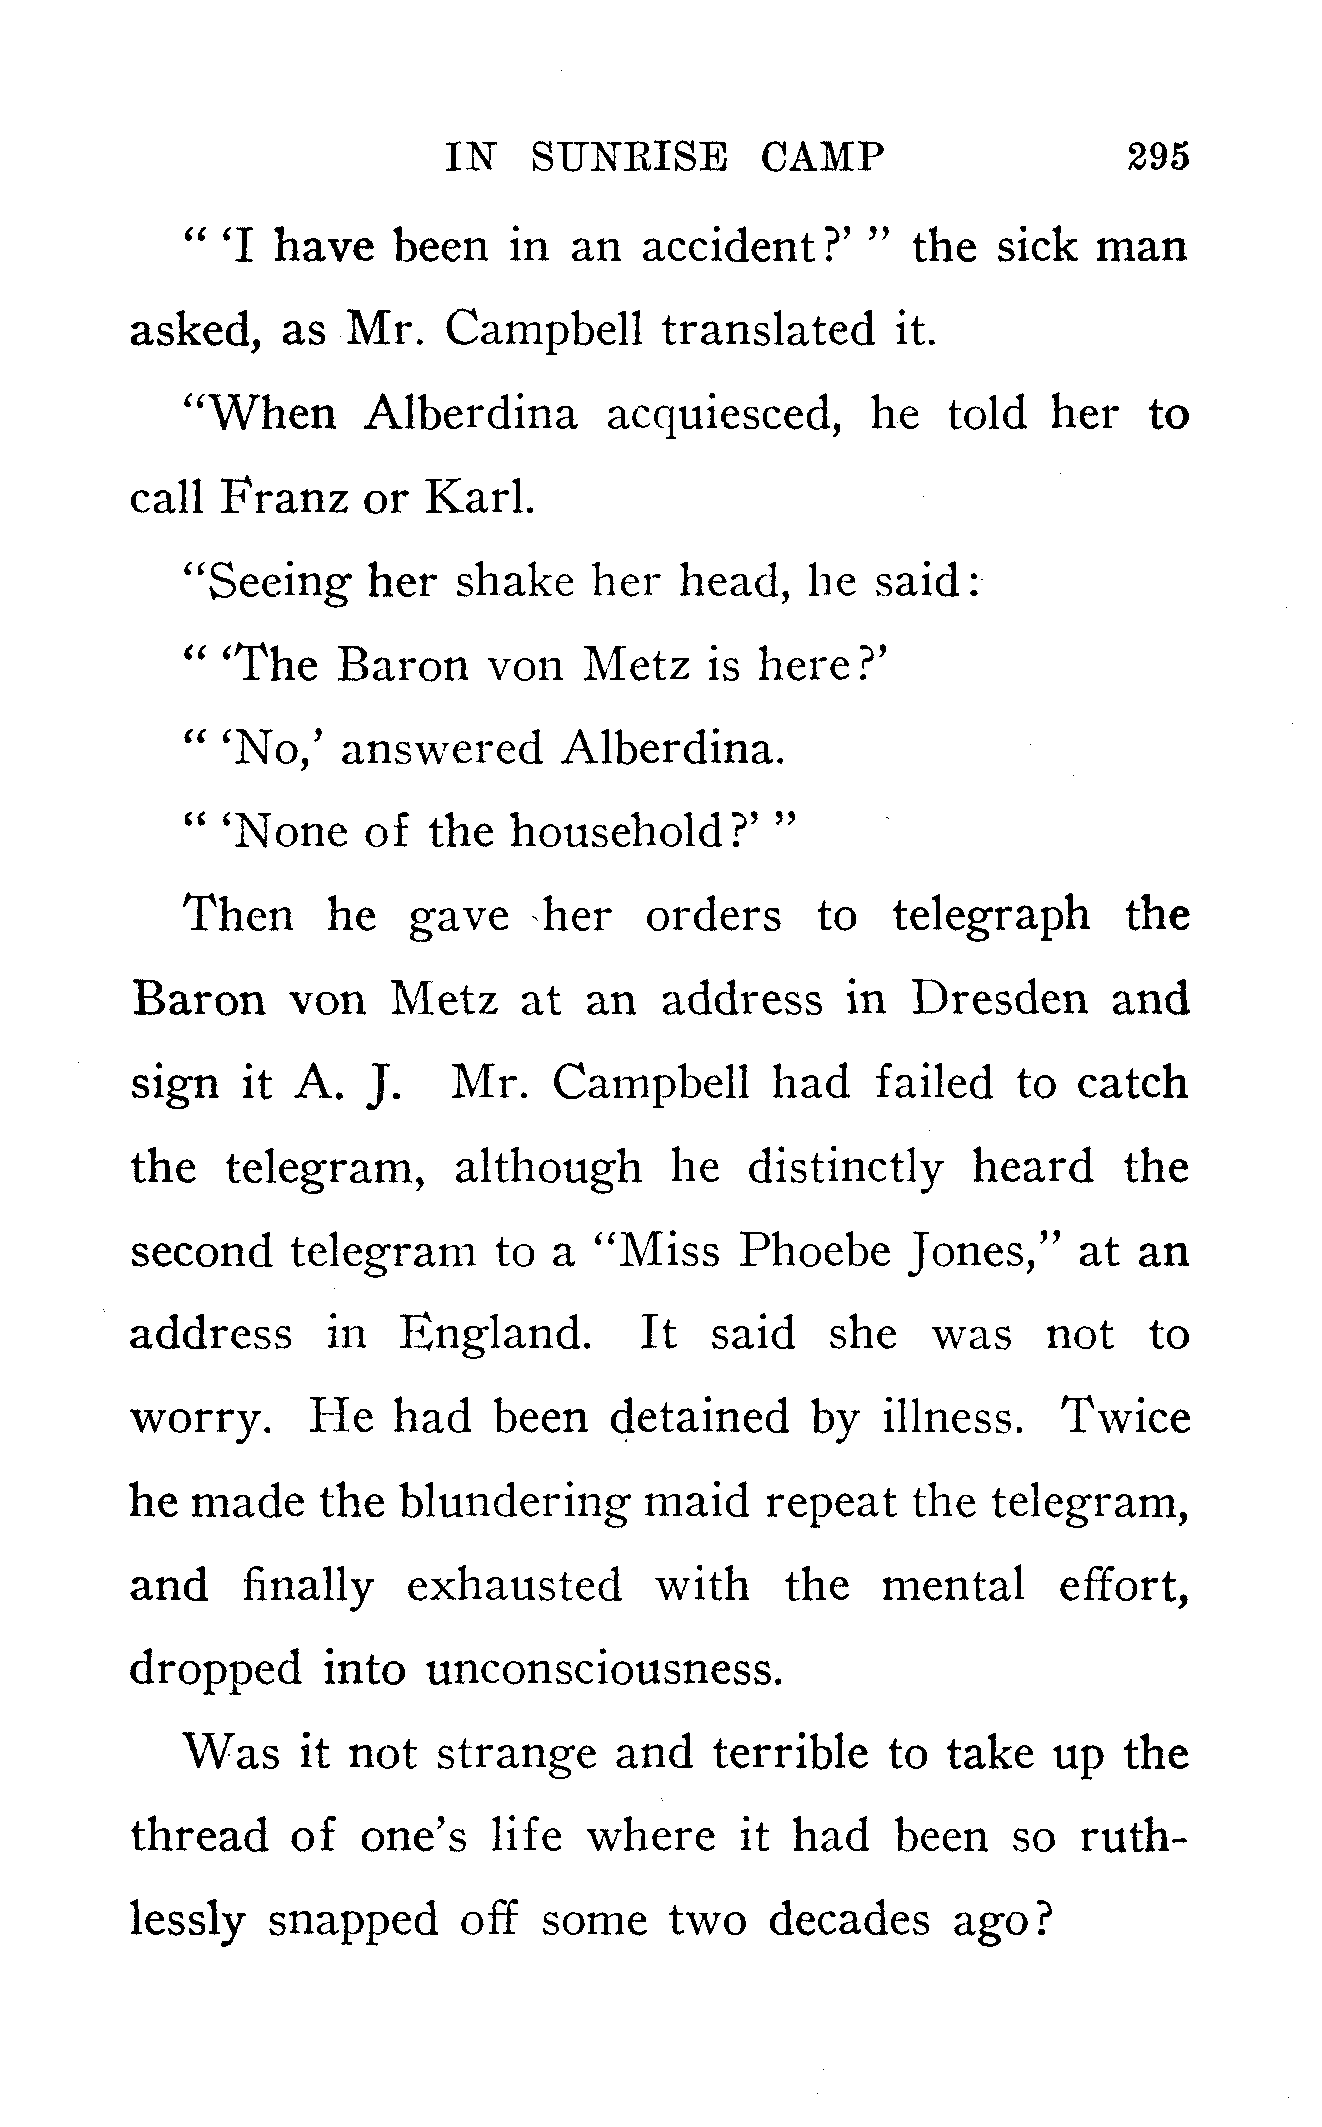 IN SUNRISE CAMP 295
“ ‘I have been in an accident?’ ” the sick man
asked, as Mr. Campbell translated it.
“When Alberdina acquiesced, he told her to
call Franz or Karl.
“Seeing her shake her head, he said:
“ ‘The Baron von Metz is here?’
“ ‘No,’ answered Alberdina.
“ ‘None of the household?’ ”
Then he gave her orders to telegraph the
Baron von Metz at an address in Dresden and
sign it A. J. Mr. Campbell had failed to catch
the telegram, although he distinctly heard the
second telegram to a “Miss Phoebe Jones,” at an
address in England. It said she was not to
worry. He had been detained by illness. Twice
he made the blundering maid repeat the telegram,
and finally exhausted with the mental effort,
dropped into unconsciousness.
Was it not strange and terrible to take up the
thread of one’s life where it had been so ruth-
lessly snapped off some two decades ago?